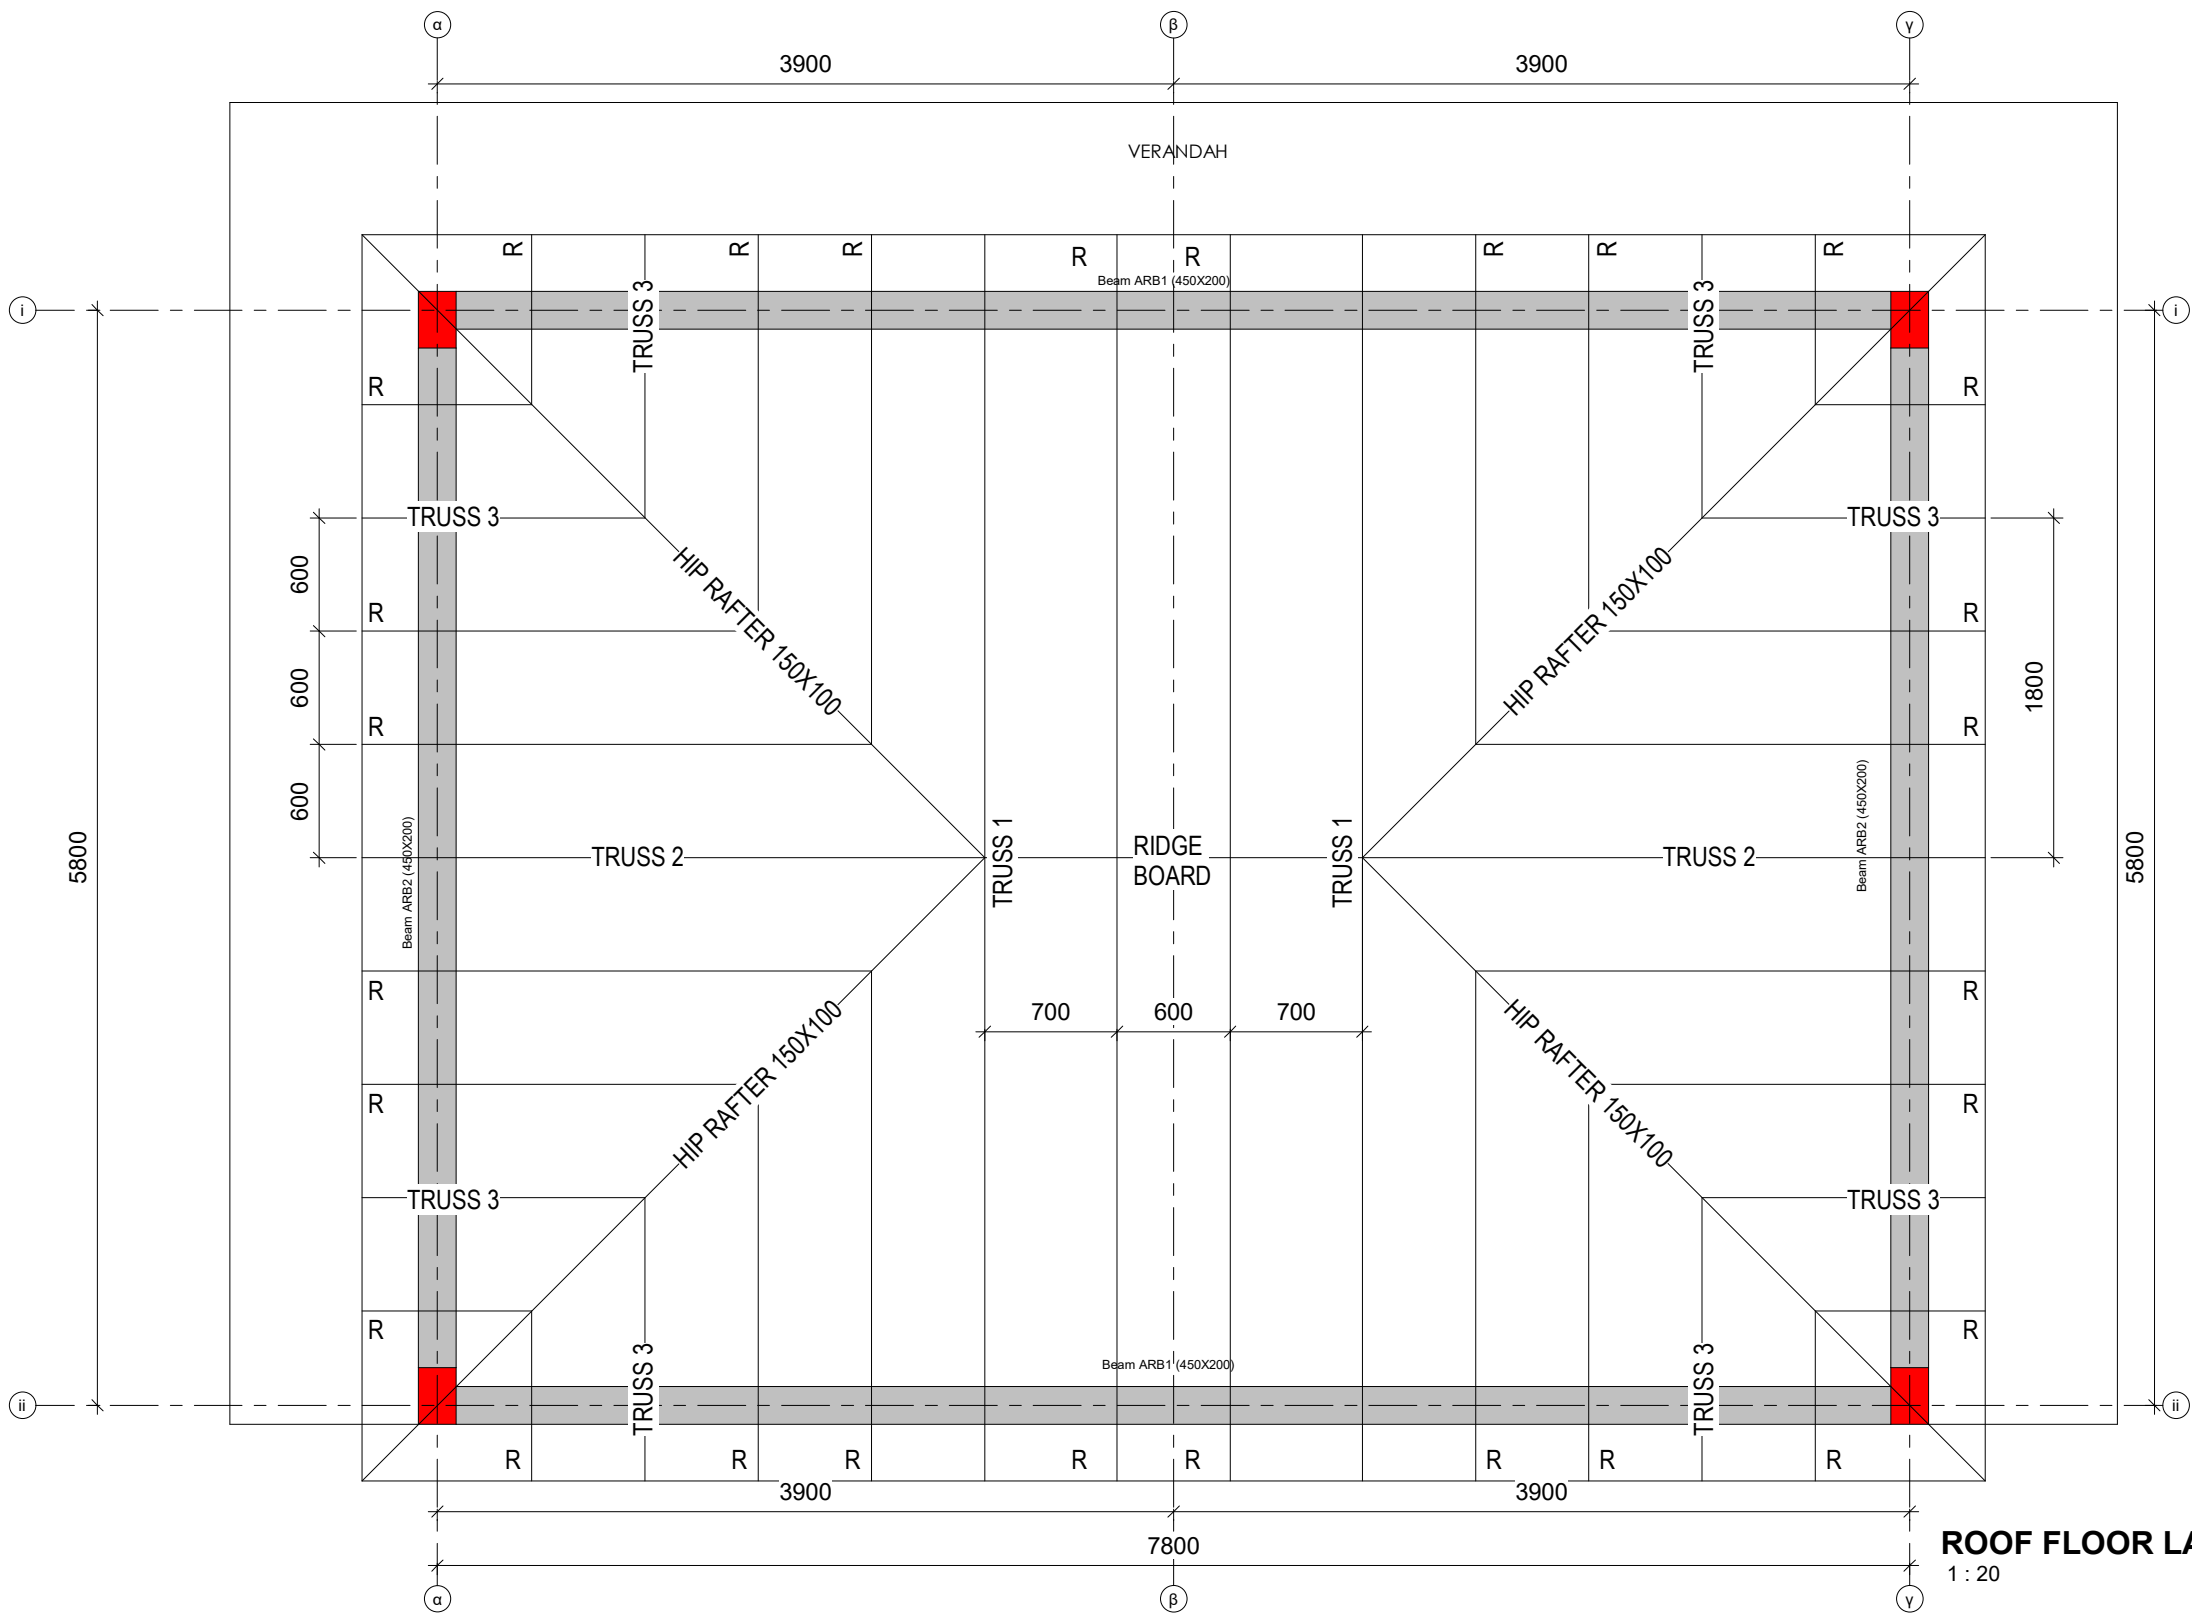 α
β
γ
3900
3900
VERANDAH
R
R
R
R
R
R
R
R
Beam ARB1 (450X200)
TRUSS 3
TRUSS 3
i
i
R
R
TRUSS 3
TRUSS 3
600
HIP RAFTER 150X100
HIP RAFTER 150X100
R
R
600
1800
R
R
600
Beam ARB2 (450X200)
Beam ARB2 (450X200)
5800
TRUSS 2
TRUSS 1
RIDGE
BOARD
TRUSS 1
TRUSS 2
5800
R
R
700
600
700
HIP RAFTER 150X100
HIP RAFTER 150X100
R
R
TRUSS 3
TRUSS 3
R
R
Beam ARB1 (450X200)
TRUSS 3
TRUSS 3
ii
ii
R
R
R
R
R
R
R
R
3900
3900
7800
ROOF FLOOR LA
1 : 20
α
β
γ